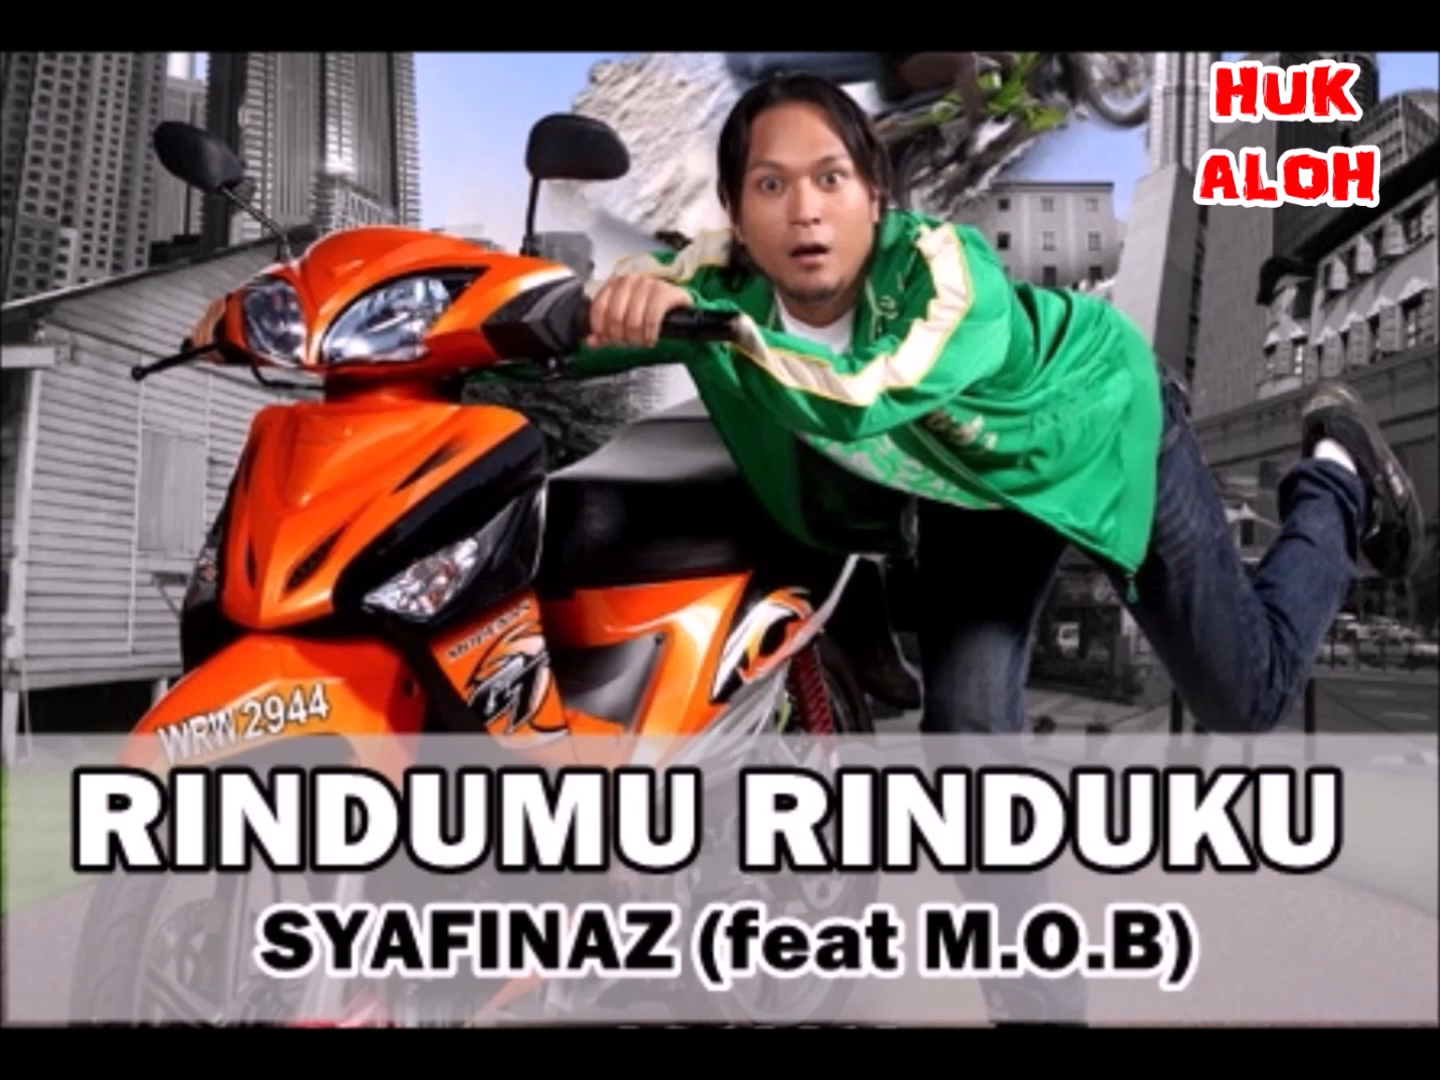 HUK
ALOH
WRW 2944
RINDUMU RINDUKU
SYAFINAZ (feat M.O.B)